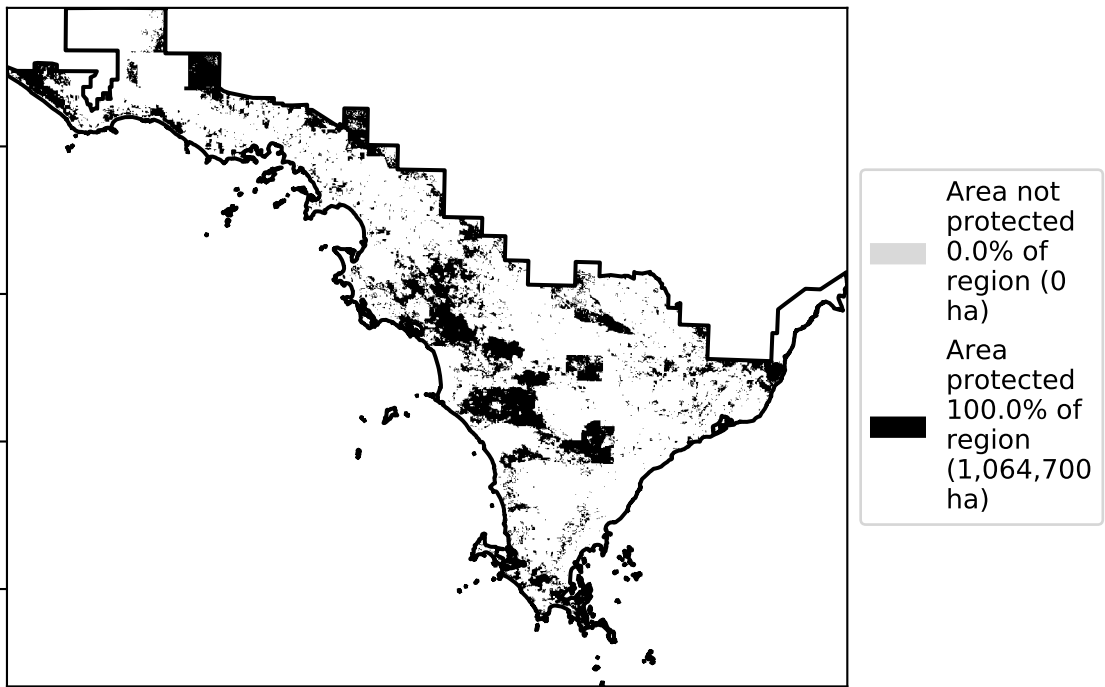 Area not
protected
0.0% of
region (0
ha)
Area
protected
100.0% of
region
(1,064,700
ha)